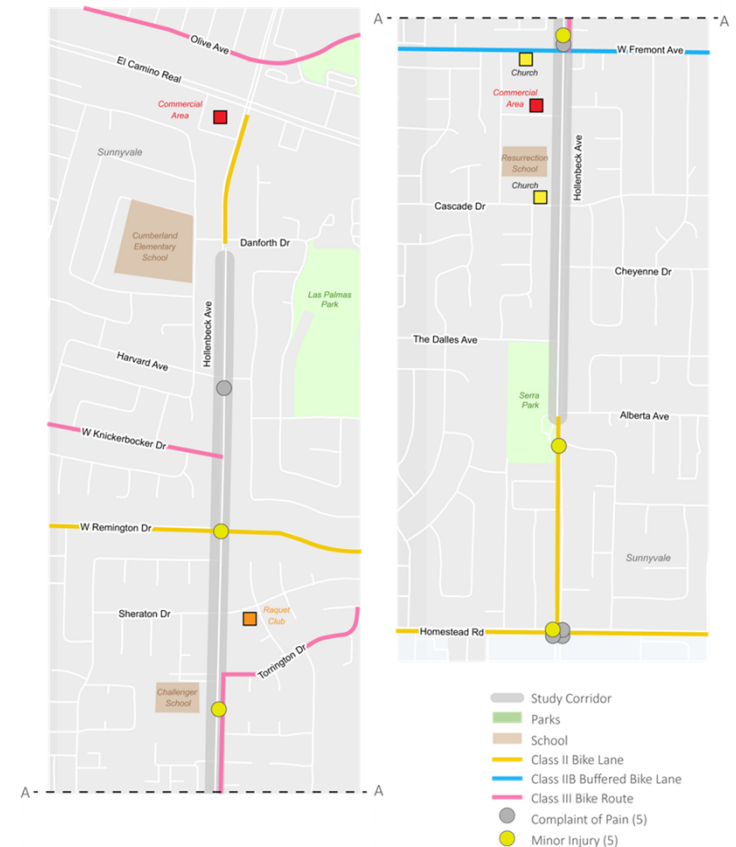 Olive Ave
El Camino Real
Commercial
Area
Sunnyvale
Cumberland
Elementary
School
Danforth Dr
Las Palmas
Park
Hollenbeck Ave
Harvard Ave
W Knickerbocker Dr
W Remington Dr
Sheraton Dr
Raquet
Club
Torrington Dr
Challenger
School
A
A
A
A
W Fremont Ave
Church
Commercial
Area
Hollenbeck Ave
Resurrection
School
Church
Cascade Dr
Cheyenne Dr
The Dalles Ave
Serra
Park
Alberta Ave
Sunnyvale
Homestead Rd
Study Corridor
Parks
School
Class II Bike Lane
Class IIB Buffered Bike Lane
Class III Bike Route
Complaint of Pain (5)
Minor Injury (5)